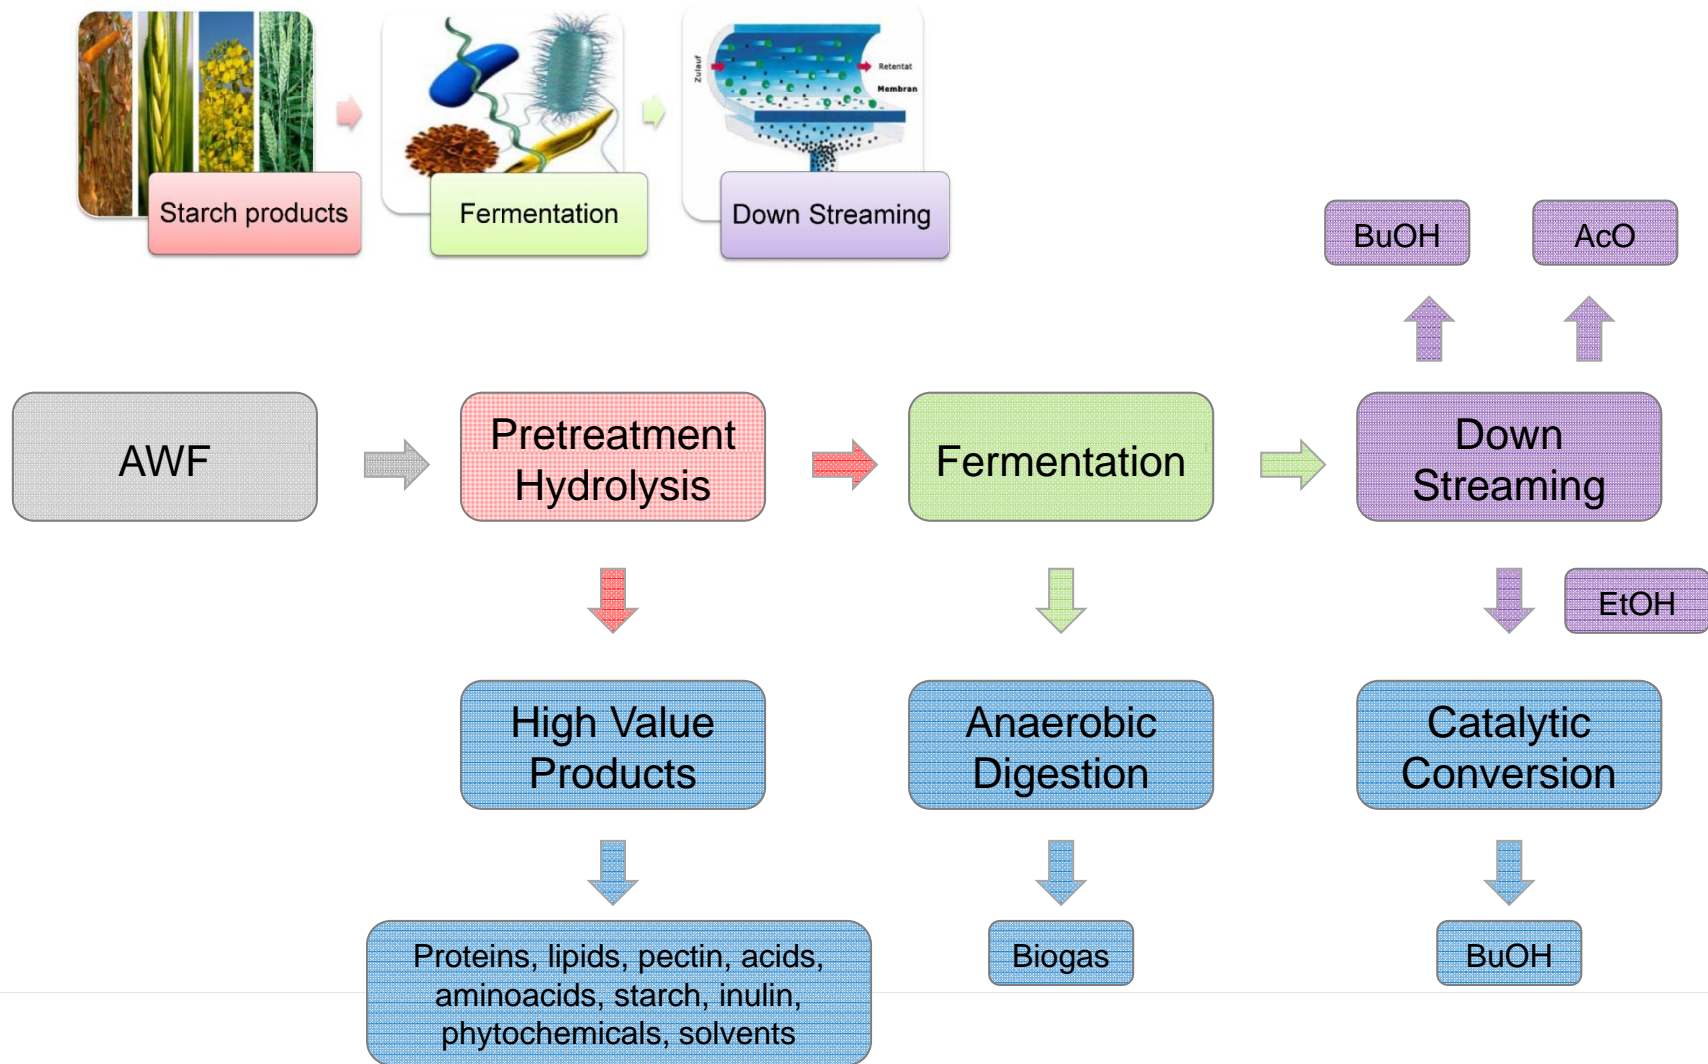 Zulauf
Retentat
Membran
Starch products
Fermentation
Down Streaming
BuOH
AcO
AWF
Pretreatment
Hydrolysis
Fermentation
Down
Streaming
EtOH
High Value
Products
Anaerobic
Digestion
Catalytic
Conversion
Proteins, lipids, pectin, acids,
aminoacids, starch, inulin,
phytochemicals, solvents
Biogas
BuOH